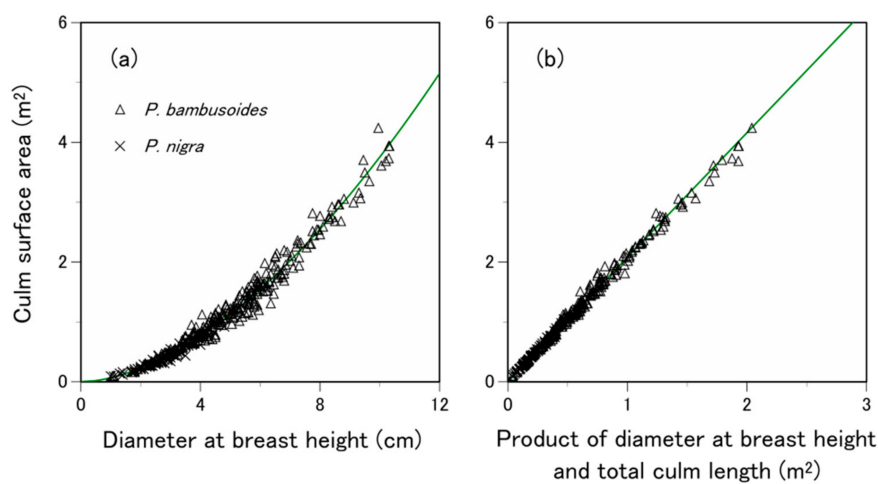 (a)
P. bambusoides
P. nigra
Culm surface area (m²)
6
4
2
0
0 4 8 12
Diameter at breast height (cm)
(b)
6
4
2
0
0 1 2 3
Product of diameter at breast height
and total culm length (m²)